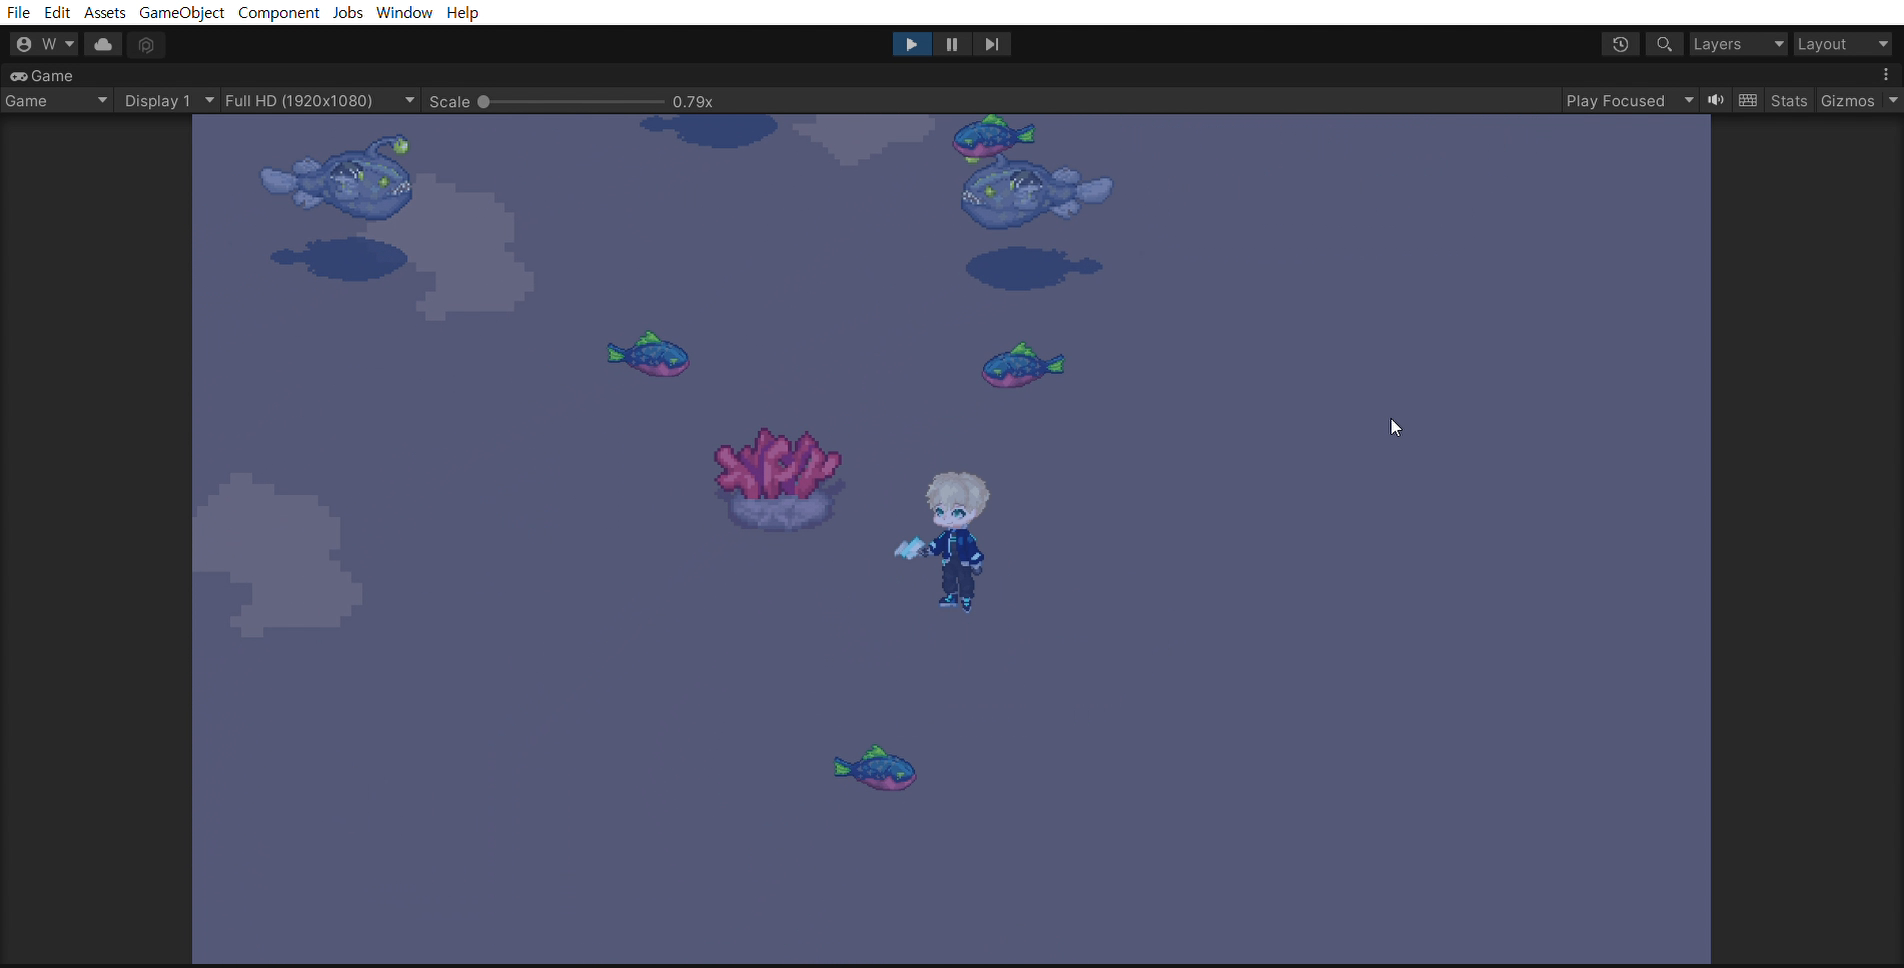 File Edit Assets GameObject Component Jobs Window Help
W Layers Layout
Game
Game Display 1 Full HD (1920x1080) Scale 0.79x Play Focused Stats Gizmos